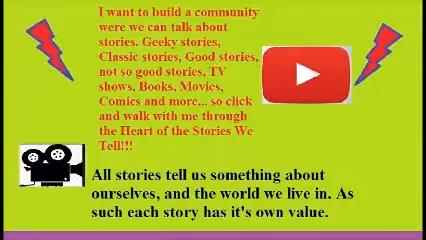 I want to build a community
were we can talk about
stories. Geeky stories,
Classic stories, Good stories,
not so good stories, TV
shows, Books, Movies,
Comics and more... so click
and walk with me through
the Heart of the Stories We
Tell!!!
All stories tell us something about
ourselves, and the world we live in. As
such each story has it's own value.